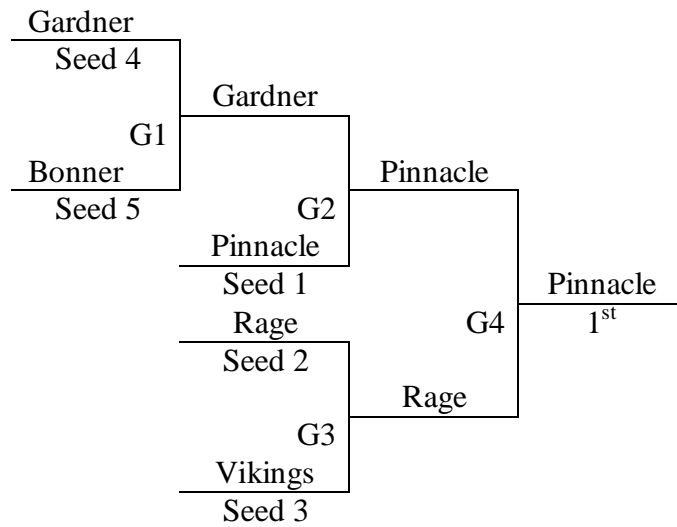 Gardner
Seed 4
Gardner
G1
Bonner
Seed 5
Pinnacle
G2
Pinnacle
Seed 1
Pinnacle
1st
Rage
G4
Seed 2
Rage
G3
Vikings
Seed 3